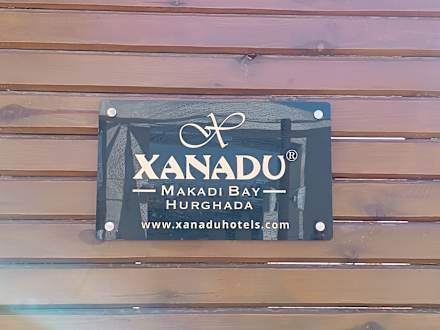 X
XANADU®
MAKADI BAY
HURGHADA
www.xanaduhotels.com